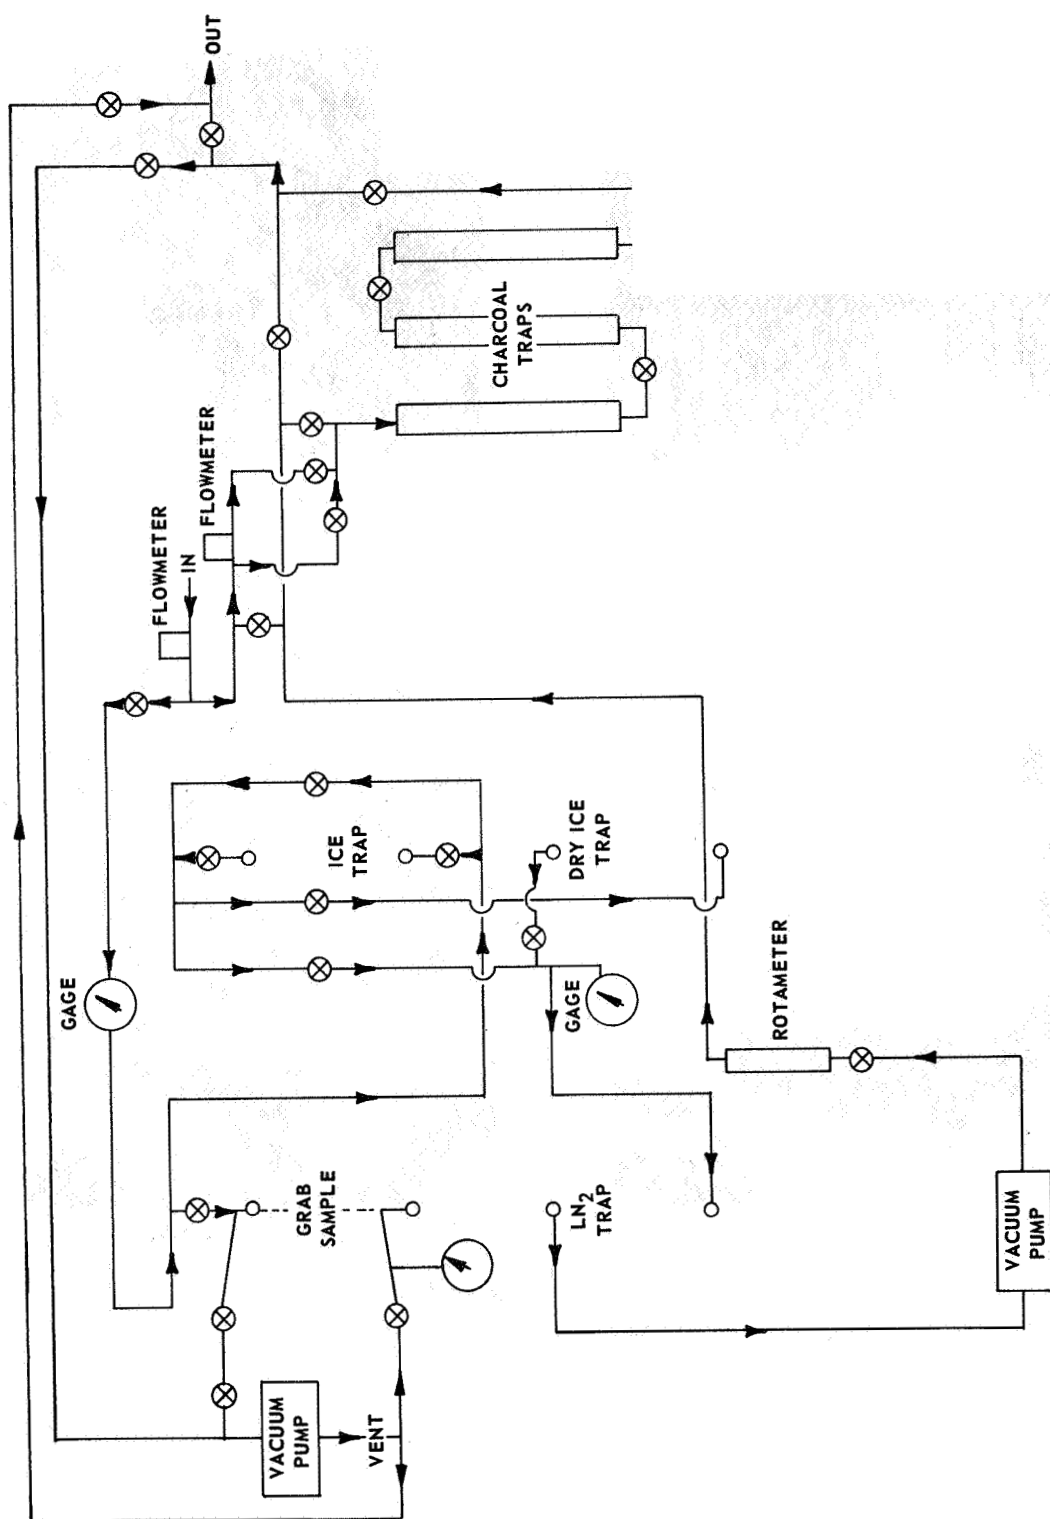 OUT
FLOWMETER
IN
FLOWMETER
CHARCOAL
TRAPS
GAGE
ICE
TRAP
DRY ICE
TRAP
GAGE
ROTAMETER
GRAB
SAMPLE
LN2
TRAP
VACUUM
PUMP
VENT
VACUUM
PUMP